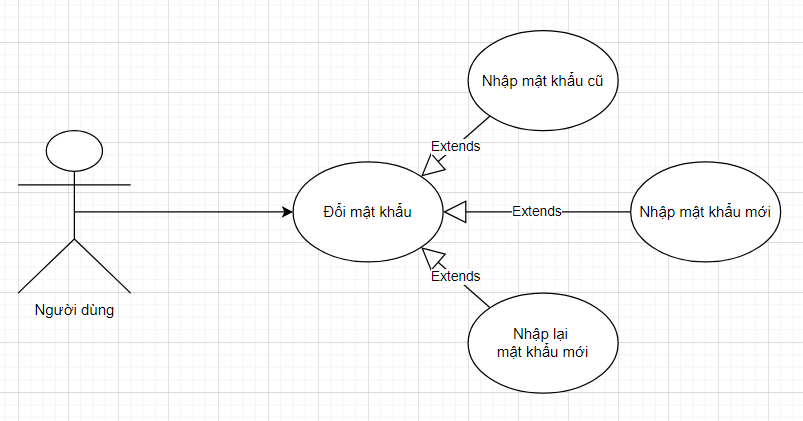 Nhập mật khẩu cũ
Extends
Đổi mật khẩu
Extends
Nhập mật khẩu mới
Extends
Người dùng
Nhập lại
mật khẩu mới